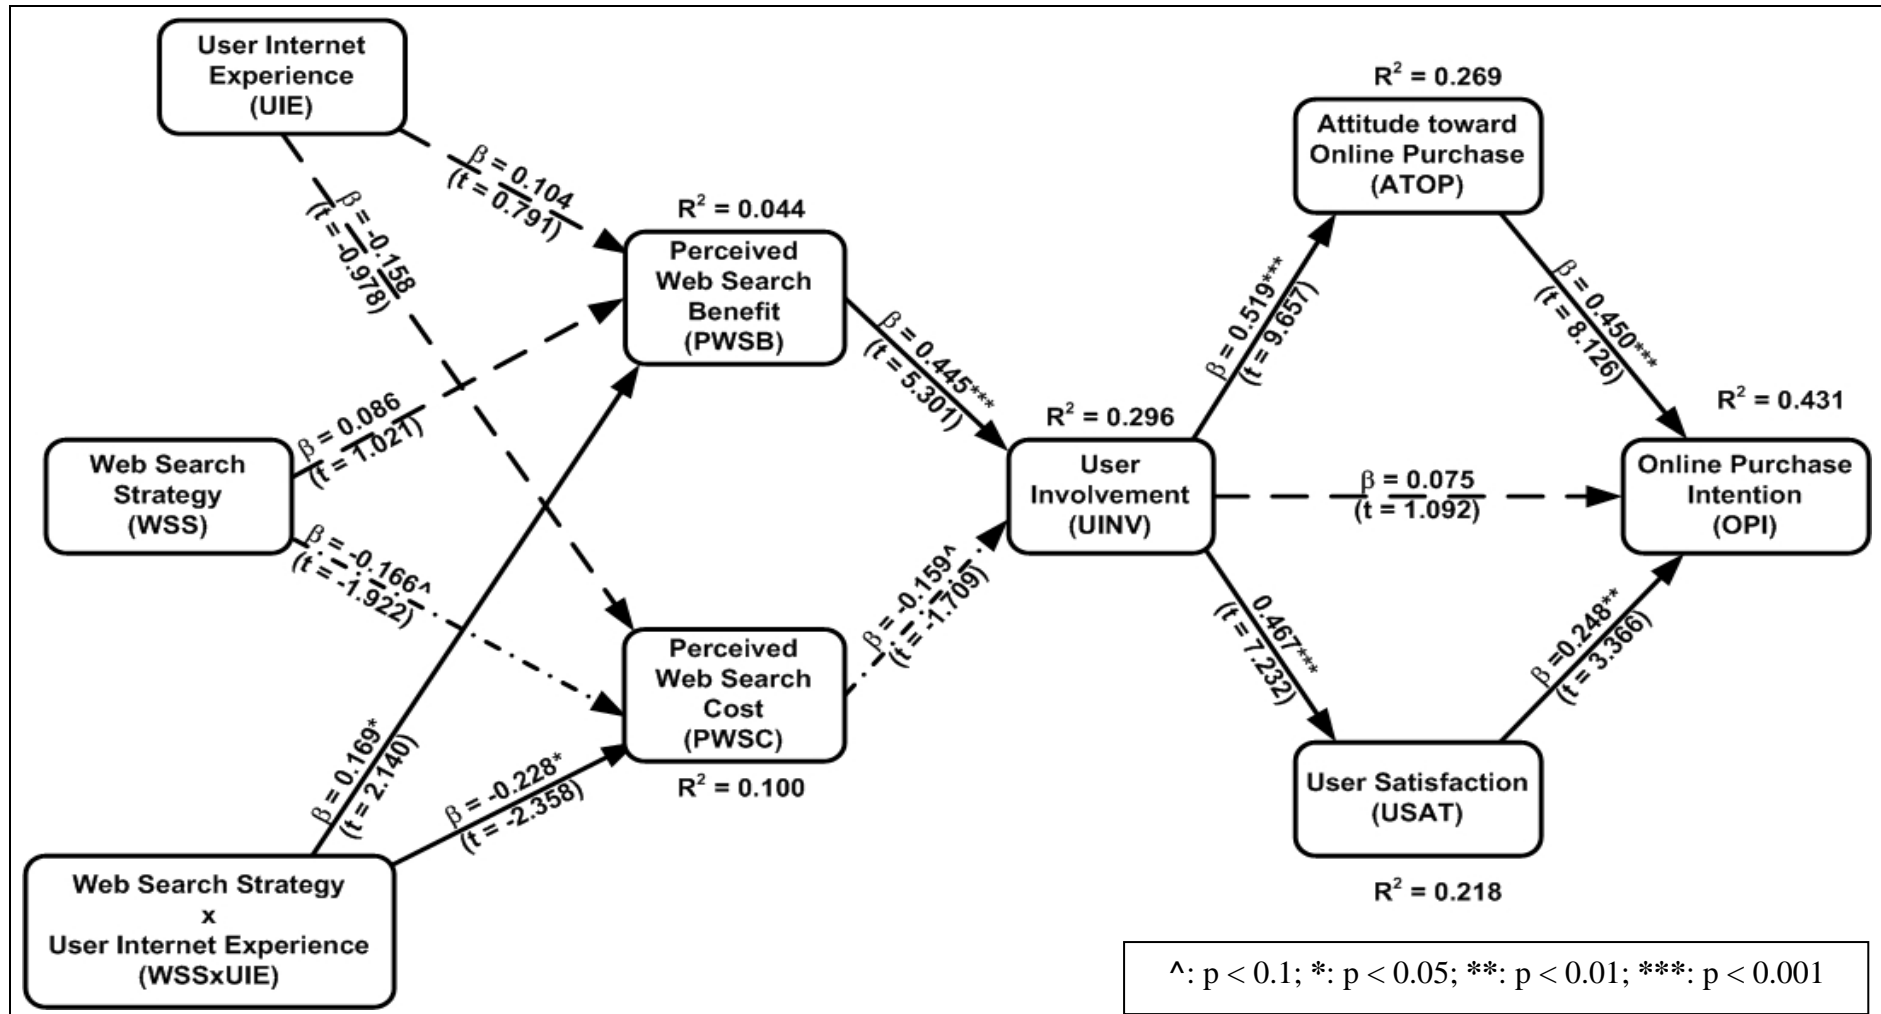 User Internet
Experience
(UIE)
β = 0.104
(t = 0.791)
β = -0.158
(t = -0.978)
R² = 0.044
Perceived
Web Search
Benefit
(PWSB)
β = 0.086
(t = 1.021)
Web Search
Strategy
(WSS)
β = -0.166^
(t = -1.922)
β = 0.169*
(t = 2.140)
β = -0.228*
(t = -2.358)
Web Search Strategy
x
User Internet Experience
(WSSxUIE)
Perceived
Web Search
Cost
(PWSC)
R² = 0.100
β = 0.445***
(t = 5.301)
β = -0.159^
(t = -1.709)
R² = 0.296
User
Involvement
(UINV)
β = 0.519***
(t = 9.657)
R² = 0.269
Attitude toward
Online Purchase
(ATOP)
β = 0.450***
(t = 8.126)
β = 0.075
(t = 1.092)
R² = 0.431
Online Purchase
Intention
(OPI)
0.467***
(t = 7.232)
β =0.248**
(t = 3.366)
User Satisfaction
(USAT)
R² = 0.218
^: p < 0.1; *: p < 0.05; **: p < 0.01; ***: p < 0.001